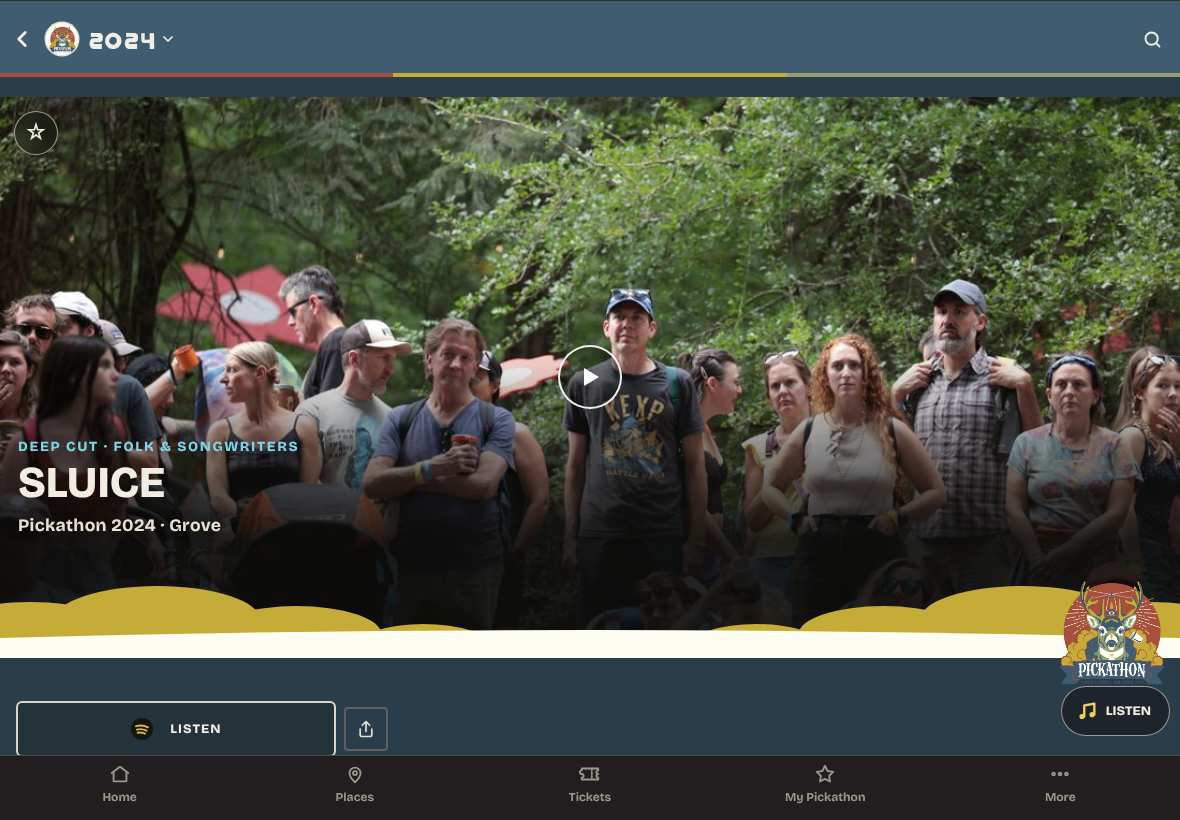 2024
DEEP CUT · FOLK & SONGWRITERS
SLUICE
Pickathon 2024 · Grove
KEXP
PICKATHON
LISTEN
LISTEN
Home
Places
Tickets
My Pickathon
More